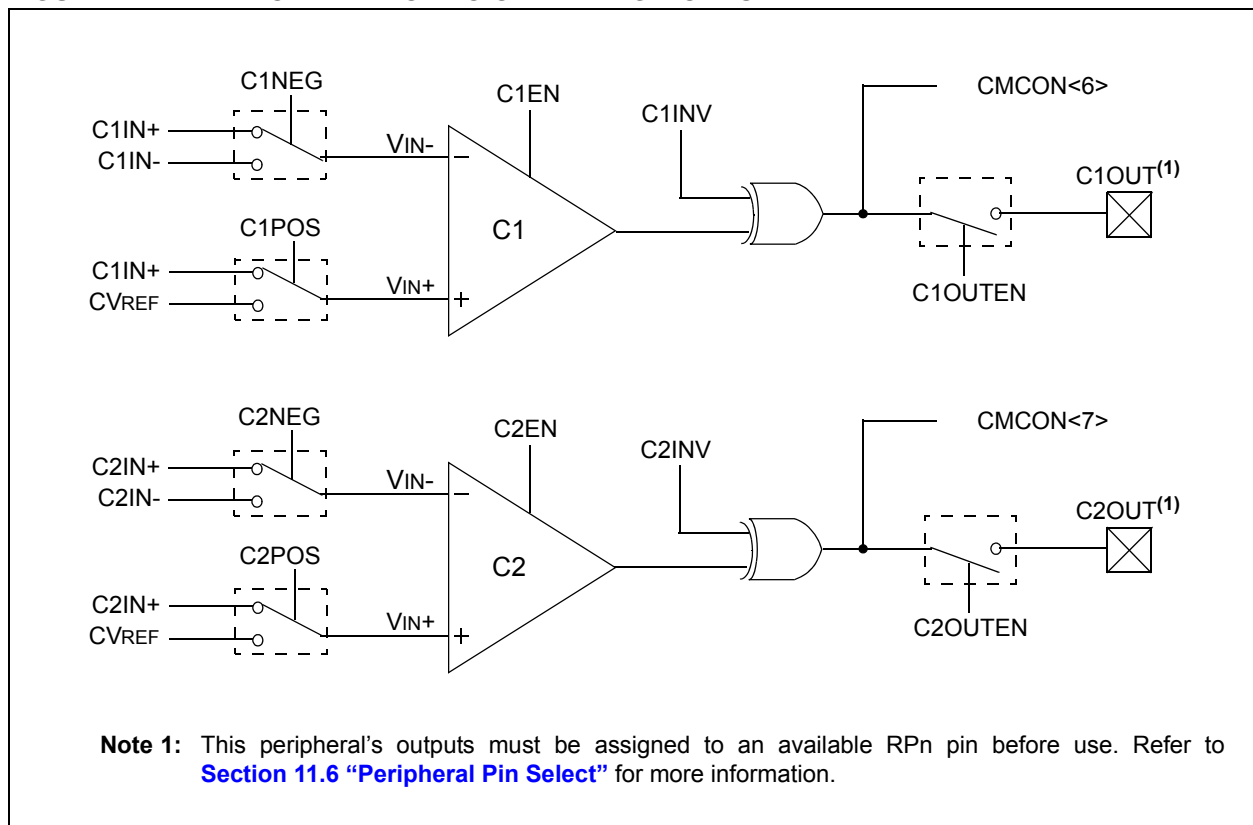 C1NEG
C1EN
CMCON<6>
C1INV
C1IN+
C1IN-
VIN-
–
C1OUT(1)
C1
C1POS
C1IN+
CVREF
VIN+
+
C1OUTEN
C2NEG
C2EN
CMCON<7>
C2INV
C2IN+
C2IN-
VIN-
–
C2OUT(1)
C2
C2POS
C2IN+
CVREF
VIN+
+
C2OUTEN
Note 1: This peripheral’s outputs must be assigned to an available RPn pin before use. Refer to
Section 11.6 “Peripheral Pin Select” for more information.